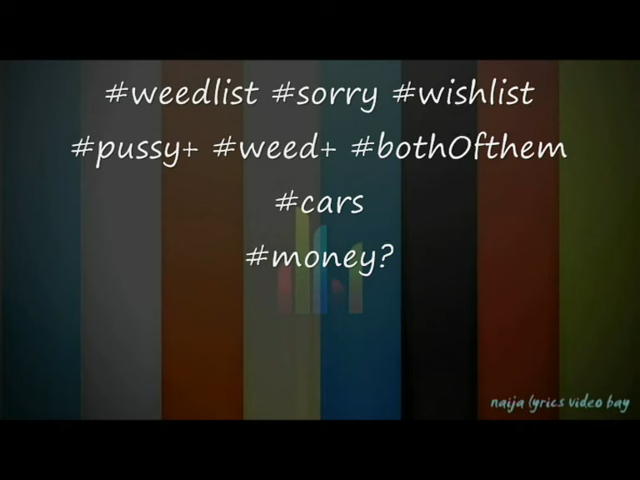 #weedlist #sorry #wishlist
#pussy+ #weed+ #bothOfthem
#cars
#money?
naija lyrics video bay